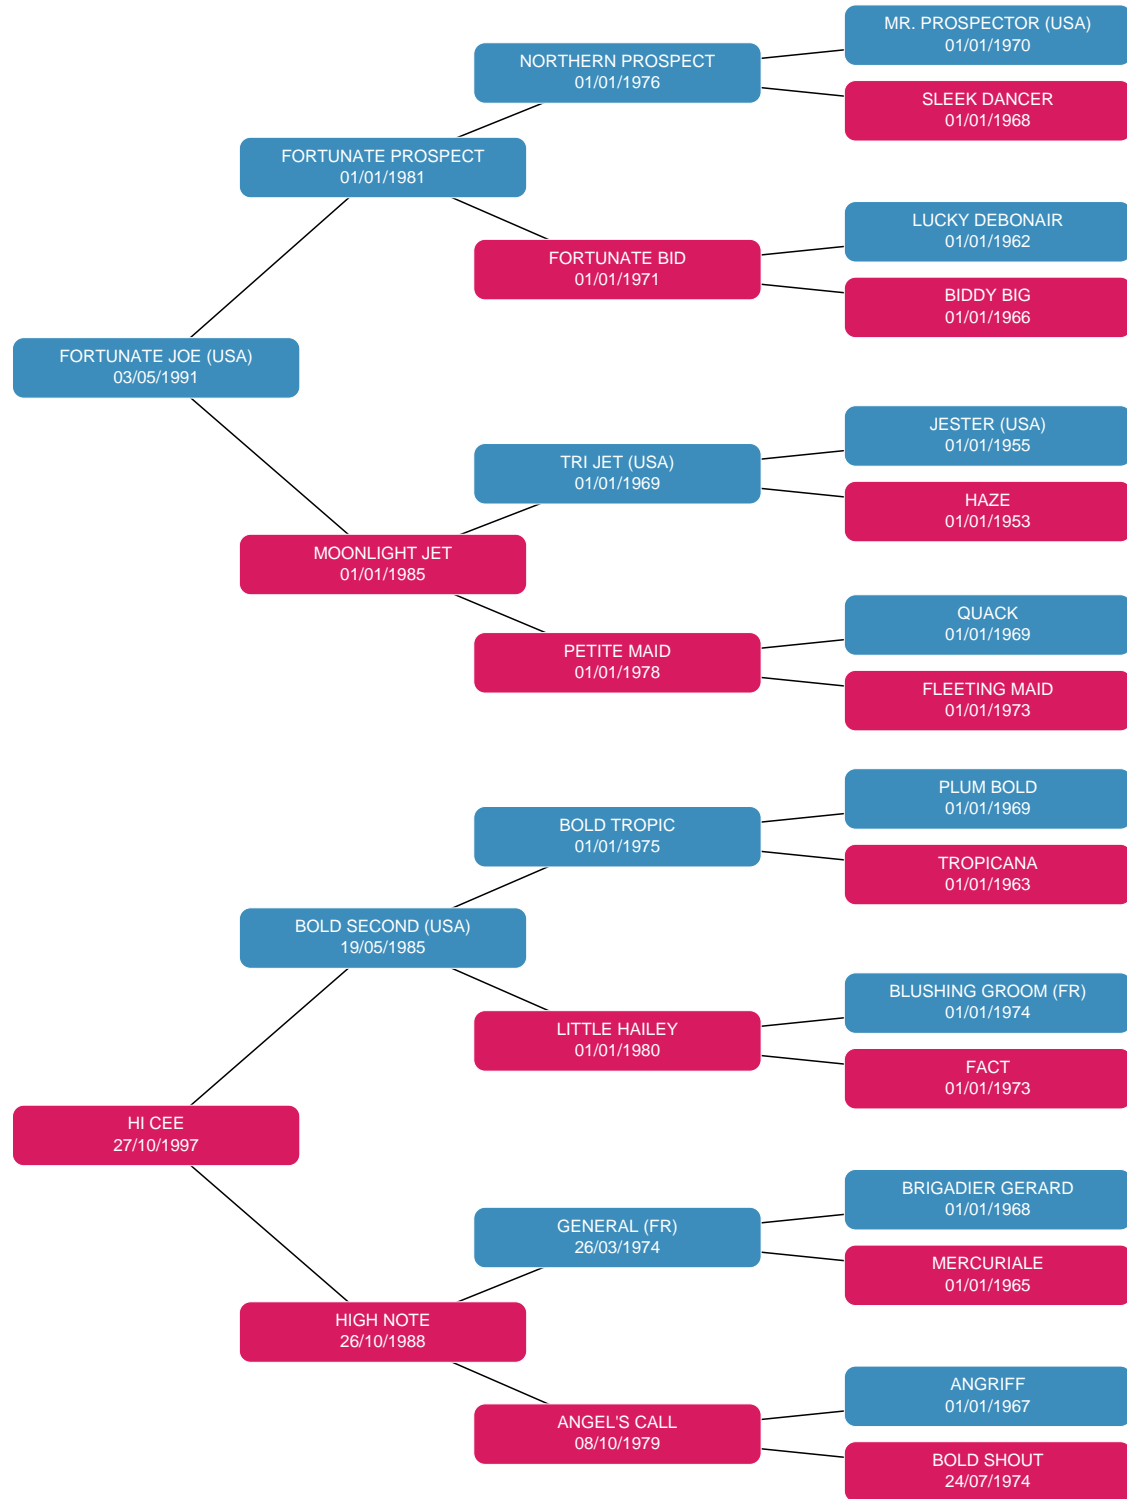 MR. PROSPECTOR (USA)
01/01/1970
NORTHERN PROSPECT
01/01/1976
SLEEK DANCER
01/01/1968
FORTUNATE PROSPECT
01/01/1981
LUCKY DEBONAIR
01/01/1962
FORTUNATE BID
01/01/1971
BIDDY BIG
01/01/1966
FORTUNATE JOE (USA)
03/05/1991
JESTER (USA)
01/01/1955
TRI JET (USA)
01/01/1969
HAZE
01/01/1953
MOONLIGHT JET
01/01/1985
QUACK
01/01/1969
PETITE MAID
01/01/1978
FLEETING MAID
01/01/1973
PLUM BOLD
01/01/1969
BOLD TROPIC
01/01/1975
TROPICANA
01/01/1963
BOLD SECOND (USA)
19/05/1985
BLUSHING GROOM (FR)
01/01/1974
LITTLE HAILEY
01/01/1980
FACT
01/01/1973
HI CEE
27/10/1997
BRIGADIER GERARD
01/01/1968
GENERAL (FR)
26/03/1974
MERCURIALE
01/01/1965
HIGH NOTE
26/10/1988
ANGRIFF
01/01/1967
ANGEL'S CALL
08/10/1979
BOLD SHOUT
24/07/1974